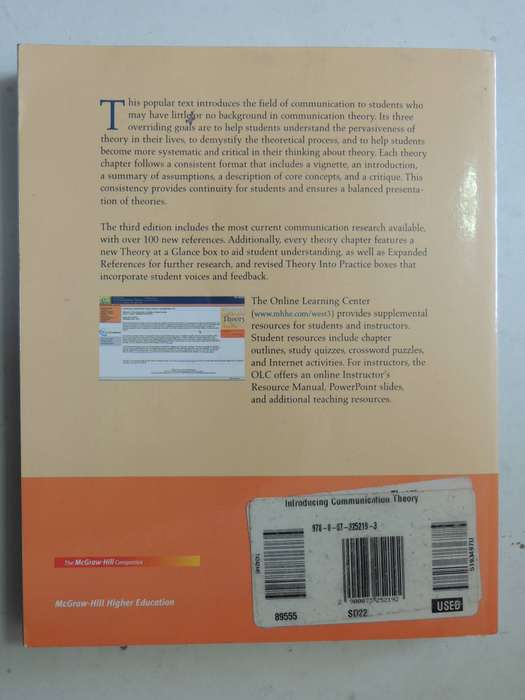 This popular text introduces the field of communication to students who
may have little or no background in communication theory. Its three
overriding goals are to help students understand the pervasiveness of
theory in their lives, to demystify the theoretical process, and to help students
become more systematic and critical in their thinking about theory. Each theory
chapter follows a consistent format that includes a vignette, an introduction,
a summary of assumptions, a description of core concepts, and a critique. This
consistency provides continuity for students and ensures a balanced presenta-
tion of theories.
The third edition includes the most current communication research available,
with over 100 new references. Additionally, every theory chapter features a
new Theory at a Glance box to aid student understanding, as well as Expanded
References for further research, and revised Theory Into Practice boxes that
incorporate student voices and feedback.
Theory
The Online Learning Center
(www.mhhe.com/west3) provides supplemental
resources for students and instructors.
Student resources include chapter
outlines, study quizzes, crossword puzzles,
and Internet activities. For instructors, the
OLC offers an online Instructor's
Resource Manual, PowerPoint slides,
and additional teaching resources.
Introducing Communication Theory
978-0-07-325219-3
The McGraw-Hill Companies
McGraw-Hill Higher Education
2 900073 252192
USED
89555
SD22